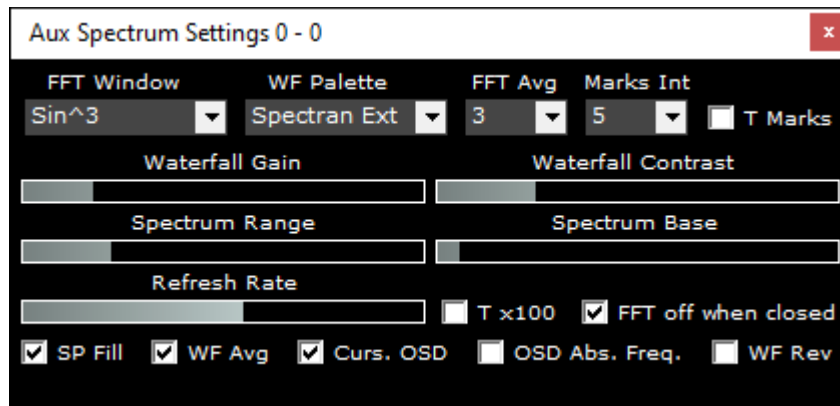 Aux Spectrum Settings 0 - 0 x
FFT Window WF Palette FFT Avg Marks Int
Sin^3 Spectran Ext 3 5 T Marks
Waterfall Gain Waterfall Contrast
Spectrum Range Spectrum Base
Refresh Rate
T x100 FFT off when closed
SP Fill WF Avg Curs. OSD OSD Abs. Freq. WF Rev